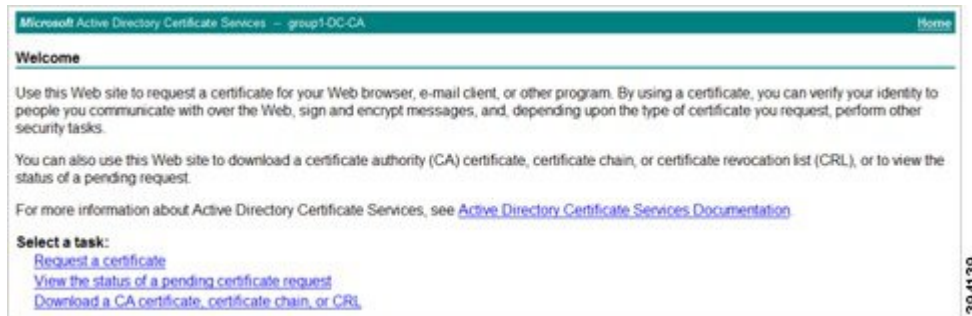 Microsoft Active Directory Certificate Services -- group1-DC-CA Home
Welcome
Use this Web site to request a certificate for your Web browser, e-mail client, or other program. By using a certificate, you can verify your identity to
people you communicate with over the Web, sign and encrypt messages, and, depending upon the type of certificate you request, perform other
security tasks.
You can also use this Web site to download a certificate authority (CA) certificate, certificate chain, or certificate revocation list (CRL), or to view the
status of a pending request.
For more information about Active Directory Certificate Services, see Active Directory Certificate Services Documentation.
Select a task:
Request a certificate
View the status of a pending certificate request
Download a CA certificate, certificate chain, or CRL